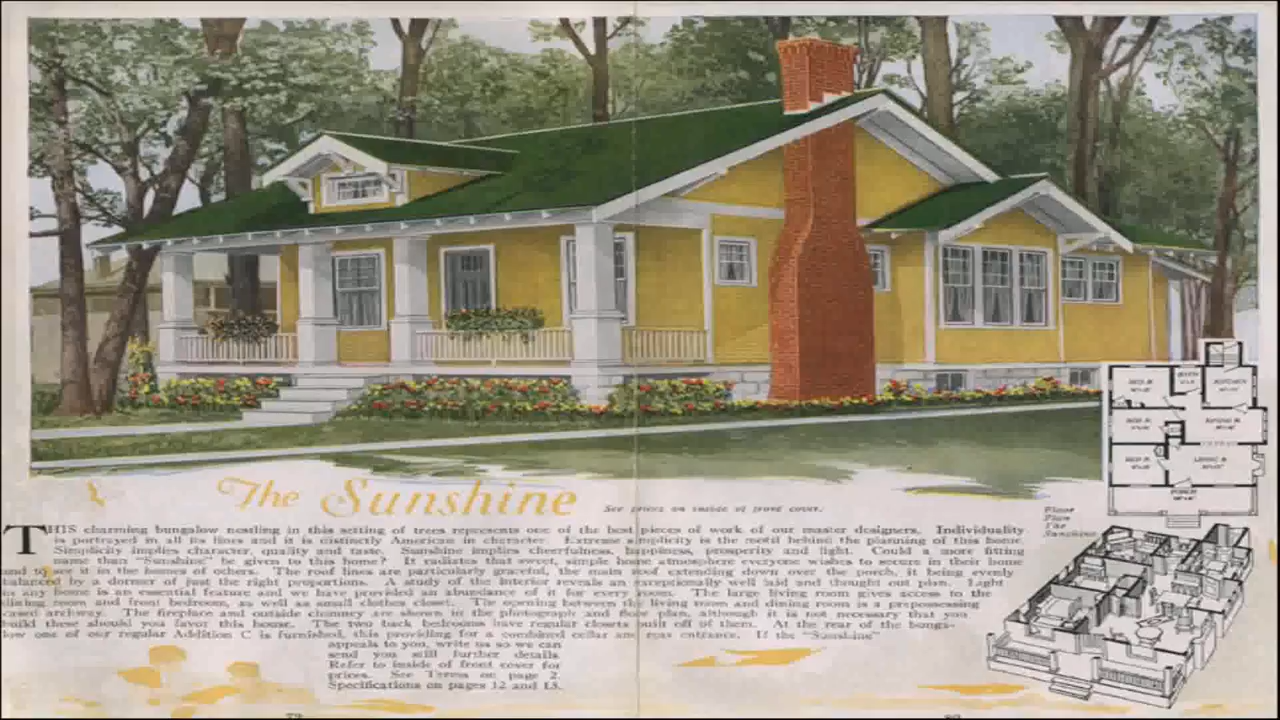 The Sunshine
See prices on inside of front cover.
THIS charming bungalow nestling in this setting of trees represents one of the best pieces of work of our master designers. Individuality
is portrayed in all its lines and it is distinctly American in character. Extreme simplicity is the motif behind the planning of this home.
Simplicity implies character, quality and taste. Sunshine implies cheerfulness, happiness, prosperity and light. Could a more fitting
name than "Sunshine" be given to this home? It radiates that sweet, simple home atmosphere everyone wishes to secure in their home
and to see it in the homes of others. The roof lines are particularly graceful, the main roof extending down over the porch, it being evenly
balanced by a dormer of just the right proportions. A study of the interior reveals an exceptionally well laid and thought out plan. Light
in any home is an essential feature and we have provided an abundance of it for every room. The large living room gives access to the
dining room and front bedroom, as well as small clothes closet. The opening between the living room and dining room is a prepossessing
archway. The fireplace and outside chimney are shown in the photograph and floor plan, although it is not necessary that you
build these should you favor this house. The two back bedrooms have regular closets built off of them. At the rear of the bunga-
low one of our regular Addition C is furnished, this providing for a combined cellar and rear entrance. If the "Sunshine"
appeals to you, write us so we can
send you still further details.
Refer to inside of front cover for
prices. See Terms on page 2.
Specifications on pages 12 and 13.
Floor
Plan
The
Sunshine
BED R.
KITCHEN
BED R.
DINING R.
BED R.
LIVING R.
PORCH